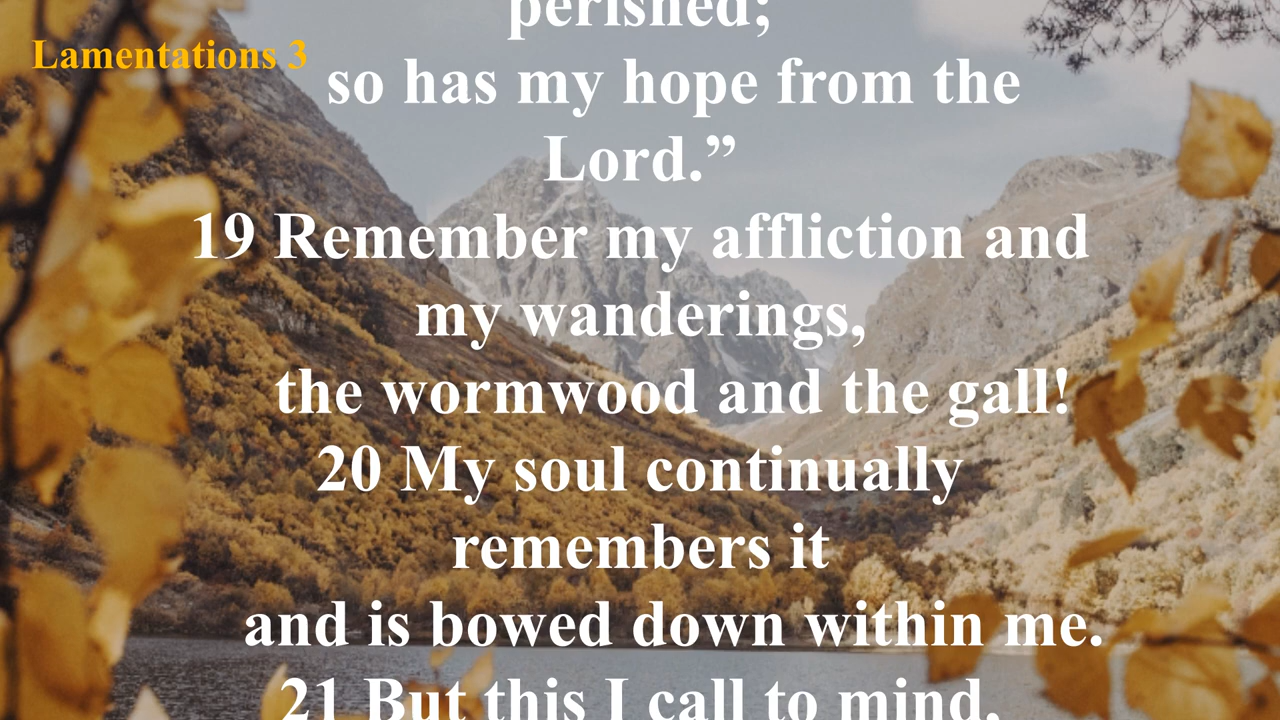 perished;
Lamentations 3
so has my hope from the
Lord.”
19 Remember my affliction and
my wanderings,
the wormwood and the gall!
20 My soul continually
remembers it
and is bowed down within me.
21 But this I call to mind,